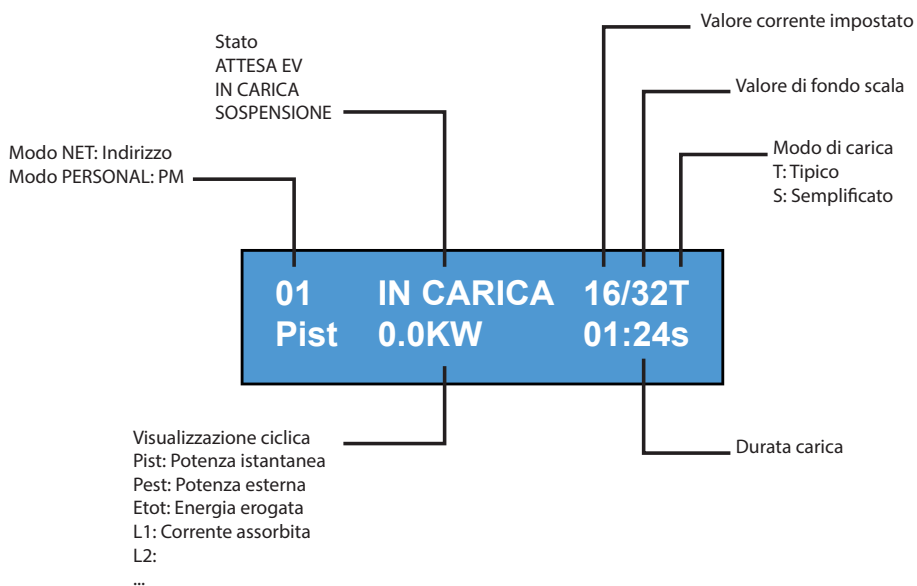 Valore corrente impostato
Stato
ATTESA EV
IN CARICA
SOSPENSIONE
Valore di fondo scala
Modo NET: Indirizzo
Modo PERSONAL: PM
Modo di carica
T: Tipico
S: Semplificato
01 IN CARICA 16/32T
Pist 0.0KW 01:24s
Visualizzazione ciclica
Pist: Potenza istantanea
Pest: Potenza esterna
Etot: Energia erogata
L1: Corrente assorbita
L2:
...
Durata carica